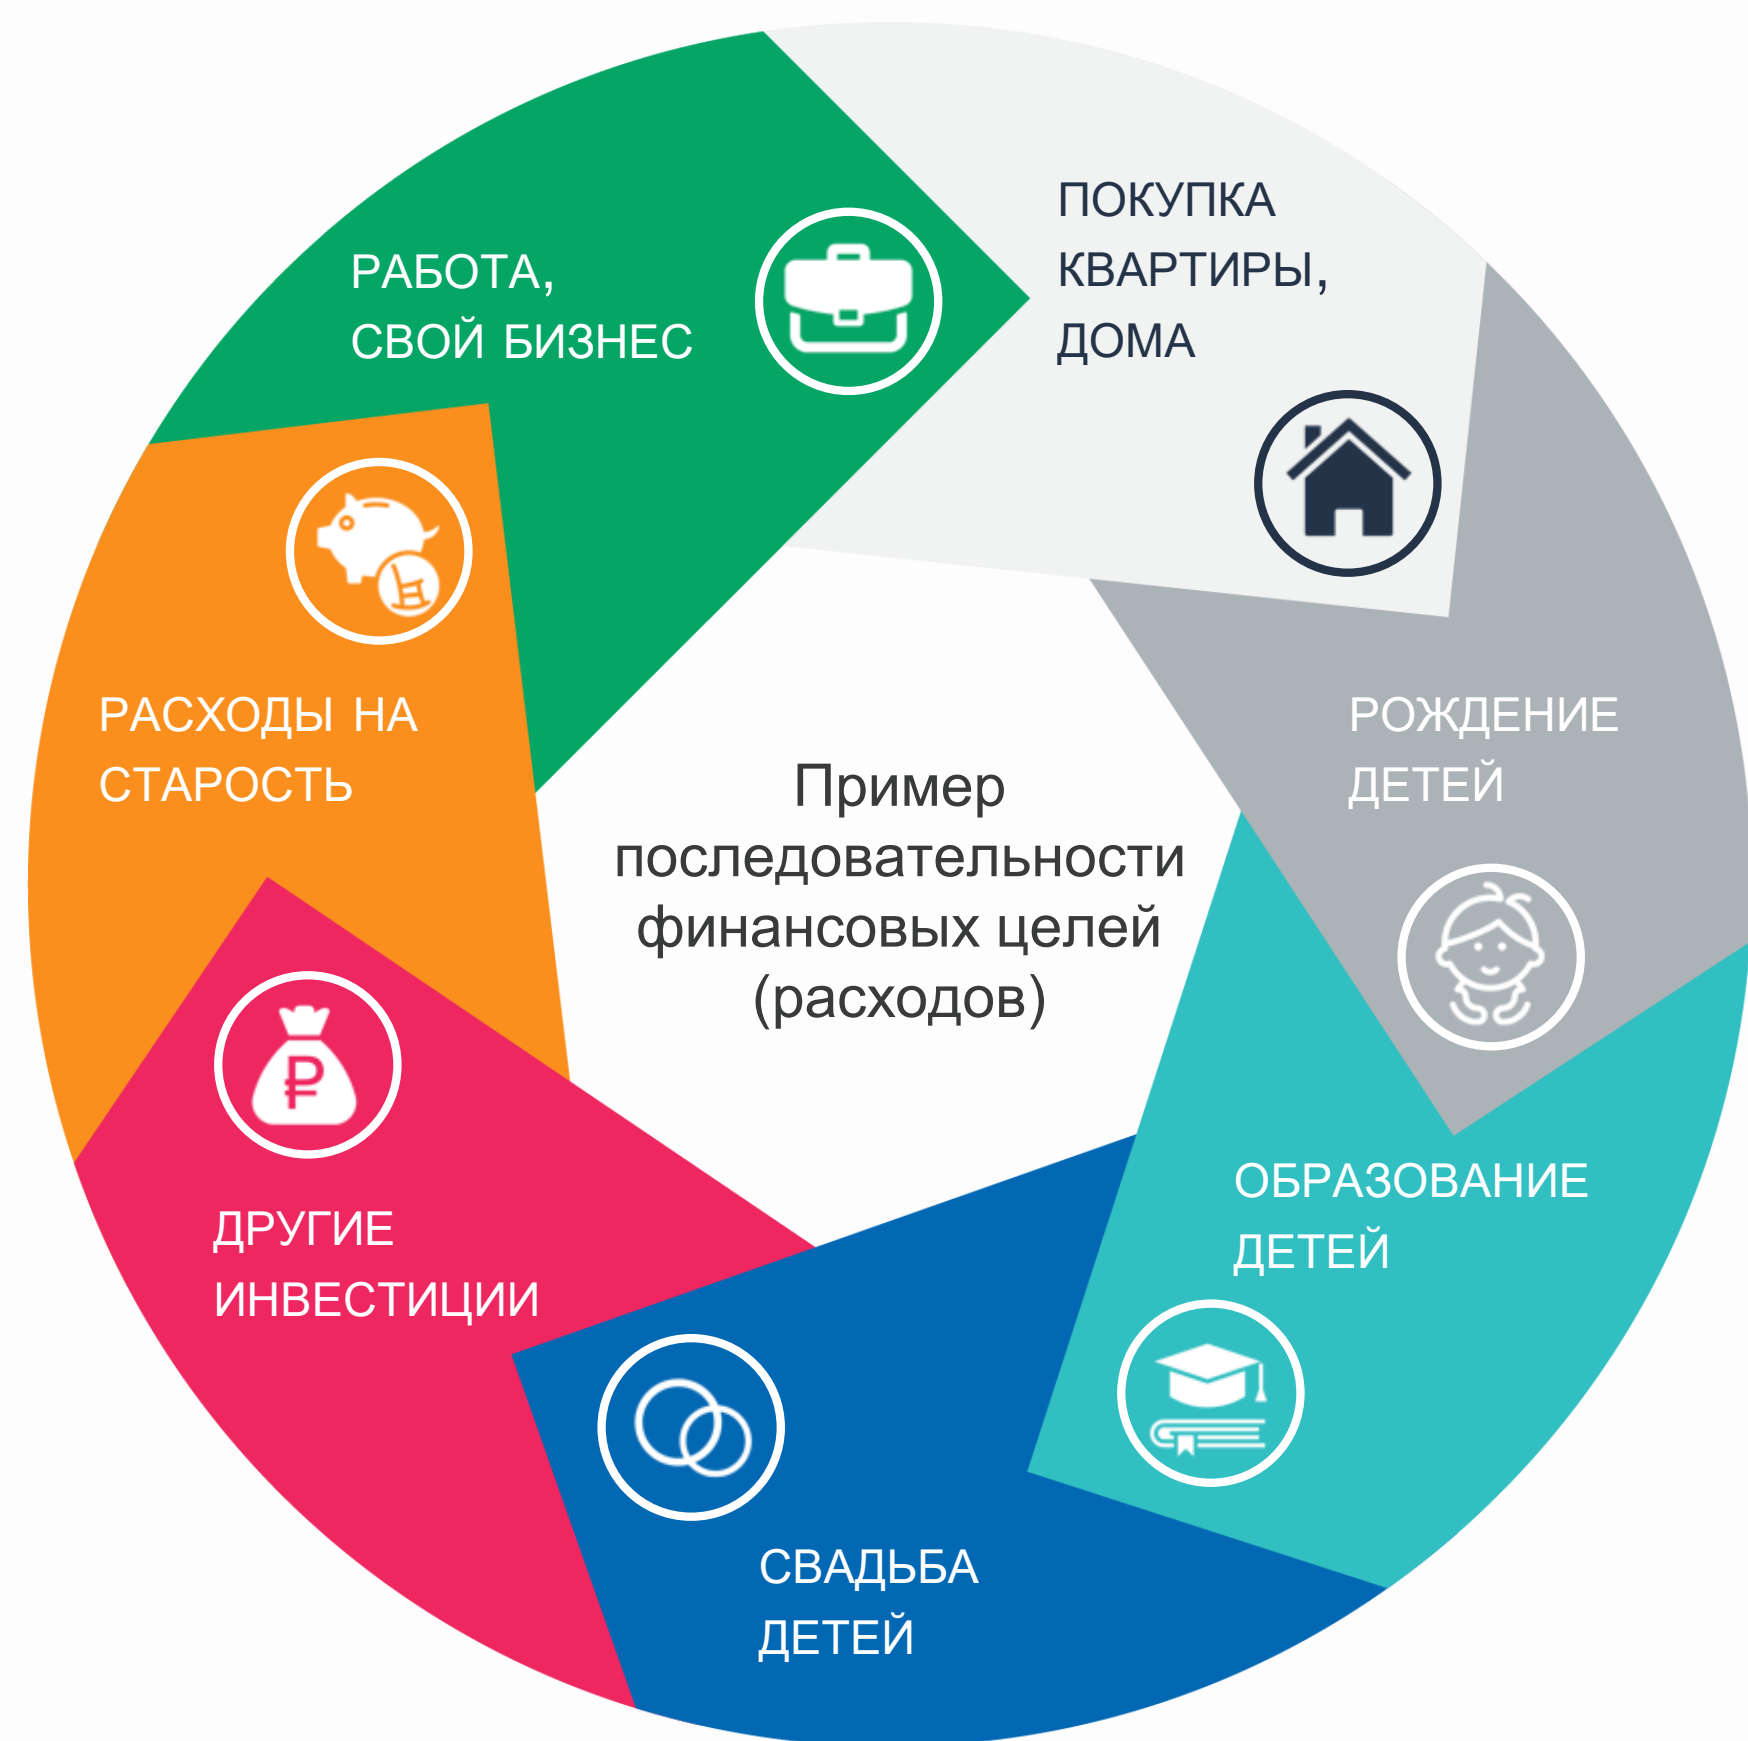 РАБОТА,
СВОЙ БИЗНЕС
ПОКУПКА
КВАРТИРЫ,
ДОМА
РОЖДЕНИЕ
ДЕТЕЙ
ОБРАЗОВАНИЕ
ДЕТЕЙ
СВАДЬБА
ДЕТЕЙ
ДРУГИЕ
ИНВЕСТИЦИИ
₽
РАСХОДЫ НА
СТАРОСТЬ
Пример
последовательности
финансовых целей
(расходов)